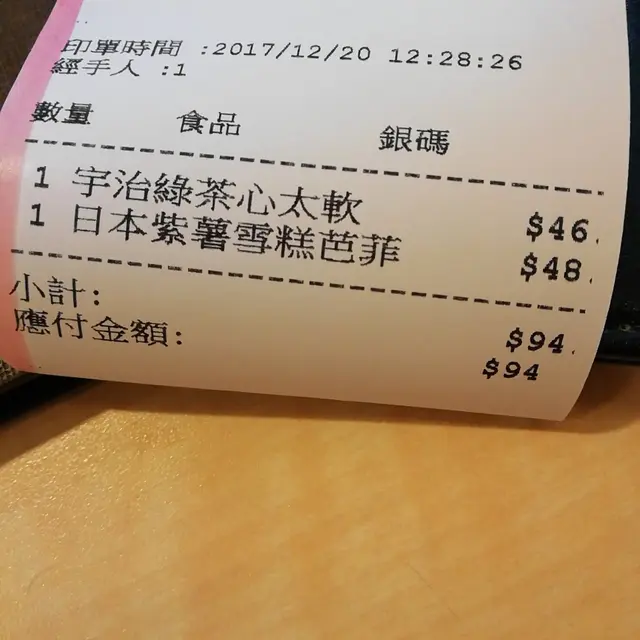 印單時間 :2017/12/20 12:28:26
經手人 :1
數量 食品 銀碼
1 宇治綠茶心太軟 $46.
1 日本紫薯雪糕芭菲 $48.
小計: $94.
應付金額: $94